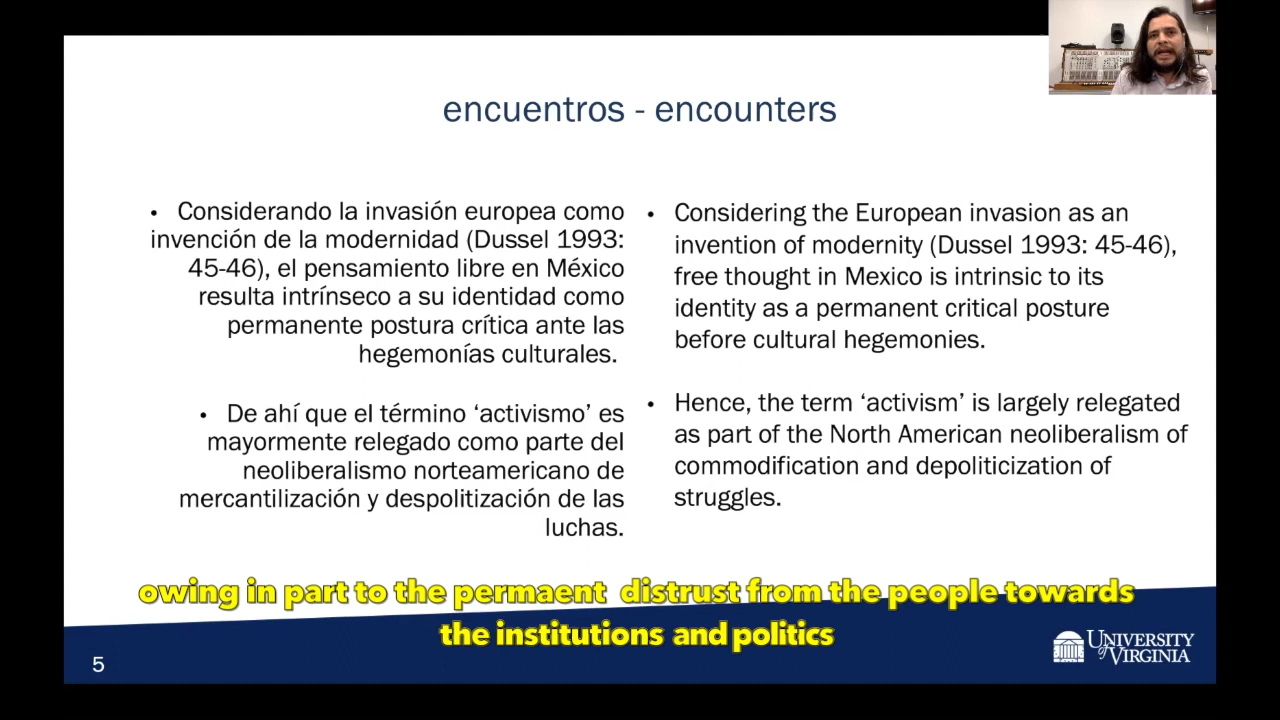 encuentros - encounters
• Considerando la invasión europea como
invención de la modernidad (Dussel 1993:
45-46), el pensamiento libre en México
resulta intrínseco a su identidad como
permanente postura crítica ante las
hegemonías culturales.
• De ahí que el término ‘activismo’ es
mayormente relegado como parte del
neoliberalismo norteamericano de
mercantilización y despolitización de las
luchas.
• Considering the European invasion as an
invention of modernity (Dussel 1993: 45-46),
free thought in Mexico is intrinsic to its
identity as a permanent critical posture
before cultural hegemonies.
• Hence, the term ‘activism’ is largely relegated
as part of the North American neoliberalism of
commodification and depoliticization of
struggles.
owing in part to the permaent distrust from the people towards
the institutions and politics
5
UNIVERSITY
of VIRGINIA